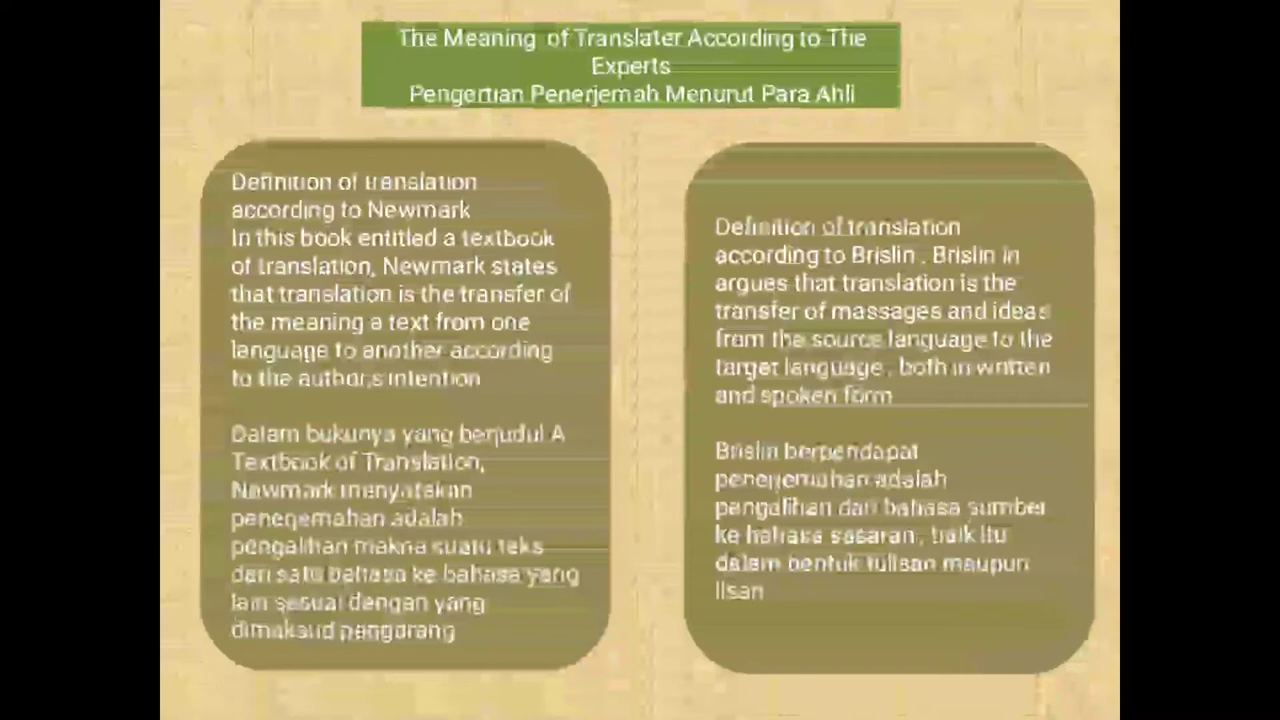 The Meaning of Translater According to The
Experts
Pengertian Penerjemah Menurut Para Ahli
Definition of translation
according to Newmark
In this book entitled a textbook
of translation, Newmark states
that translation is the transfer of
the meaning a text from one
language to another according
to the author,s intention
Dalam bukunya yang berjudul A
Textbook of Translation,
Newmark menyatakan
penerjemahan adalah
pengalihan makna suatu teks
dari satu bahasa ke bahasa yang
lain sesuai dengan yang
dimaksud pengarang
Definition of translation
according to Brislin . Brislin in
argues that translation is the
transfer of massages and ideas
from the source language to the
target language , both in written
and spoken form
Brislin berpendapat
penerjemahan adalah
pengalihan dari bahasa sumber
ke bahasa sasaran , baik itu
dalam bentuk tulisan maupun
lisan